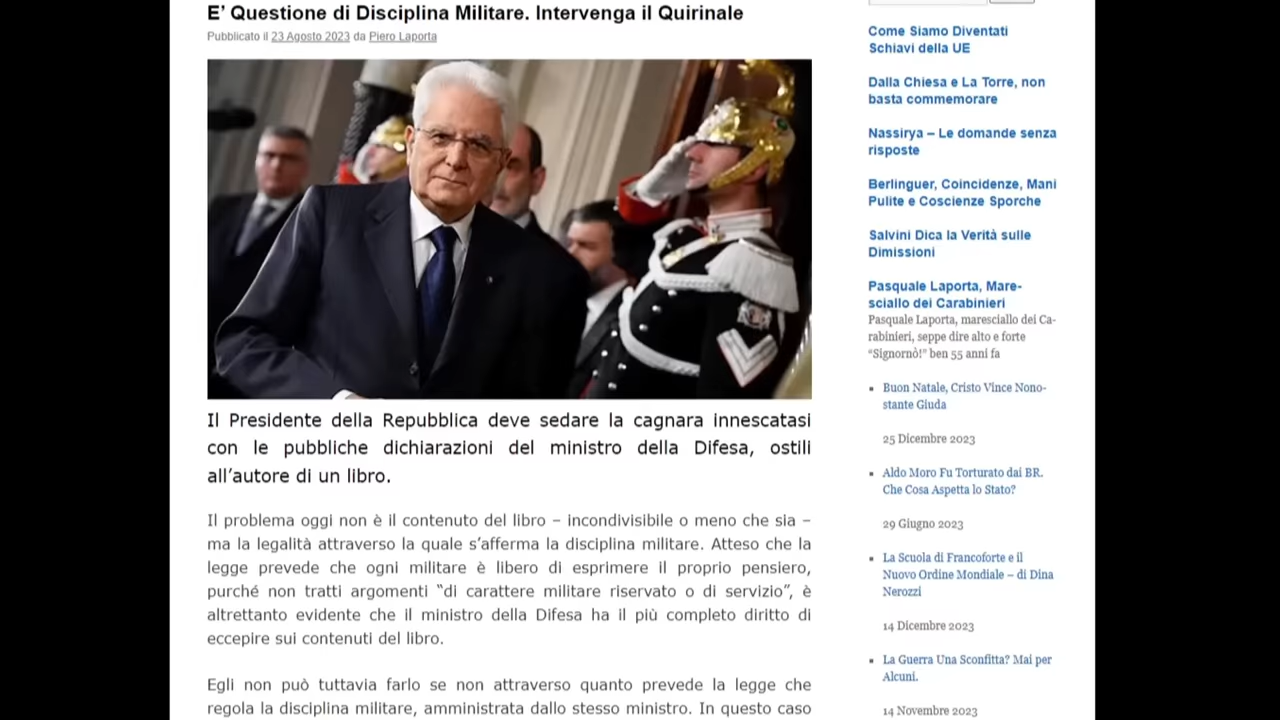 E’ Questione di Disciplina Militare. Intervenga il Quirinale
Pubblicato il 23 Agosto 2023 da Piero Laporta
Il Presidente della Repubblica deve sedare la cagnara innescatasi
con le pubbliche dichiarazioni del ministro della Difesa, ostili
all’autore di un libro.
Il problema oggi non è il contenuto del libro – incondivisibile o meno che sia –
ma la legalità attraverso la quale s’afferma la disciplina militare. Atteso che la
legge prevede che ogni militare è libero di esprimere il proprio pensiero,
purché non tratti argomenti “di carattere militare riservato o di servizio”, è
altrettanto evidente che il ministro della Difesa ha il più completo diritto di
eccepire sui contenuti del libro.
Egli non può tuttavia farlo se non attraverso quanto prevede la legge che
regola la disciplina militare, amministrata dallo stesso ministro. In questo caso
Come Siamo Diventati
Schiavi della UE
Dalla Chiesa e La Torre, non
basta commemorare
Nassirya – Le domande senza
risposte
Berlinguer, Coincidenze, Mani
Pulite e Coscienze Sporche
Salvini Dica la Verità sulle
Dimissioni
Pasquale Laporta, Mare-
sciallo dei Carabinieri
Pasquale Laporta, maresciallo dei Ca-
rabinieri, seppe dire alto e forte
“Signornò!” ben 55 anni fa
Buon Natale, Cristo Vince Nono-
stante Giuda
25 Dicembre 2023
Aldo Moro Fu Torturato dai BR.
Che Cosa Aspetta lo Stato?
29 Giugno 2023
La Scuola di Francoforte e il
Nuovo Ordine Mondiale – di Dina
Nerozzi
14 Dicembre 2023
La Guerra Una Sconfitta? Mai per
Alcuni.
14 Novembre 2023